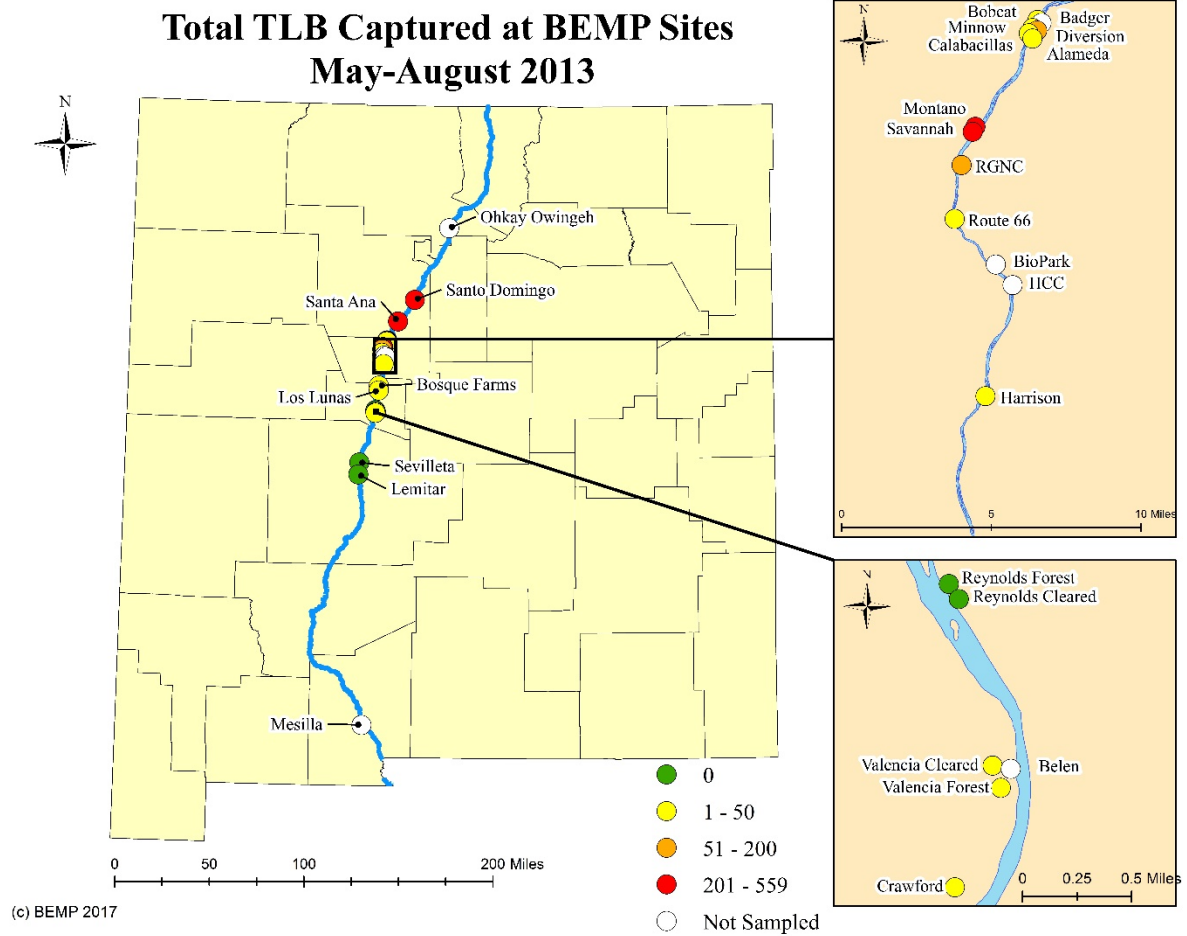 Total TLB Captured at BEMP Sites
May-August 2013
N
Ohkay Owingeh
Santo Domingo
Santa Ana
Bosque Farms
Los Lunas
Sevilleta
Lemitar
Mesilla
0
1 - 50
51 - 200
201 - 559
Not Sampled
0 50 100 200 Miles
(c) BEMP 2017
N
Bobcat
Badger
Minnow
Diversion
Calabacillas
Alameda
Montano
Savannah
RGNC
Route 66
BioPark
HCC
Harrison
0 5 10 Miles
N
Reynolds Forest
Reynolds Cleared
Valencia Cleared
Belen
Valencia Forest
Crawford
0 0.25 0.5 Miles